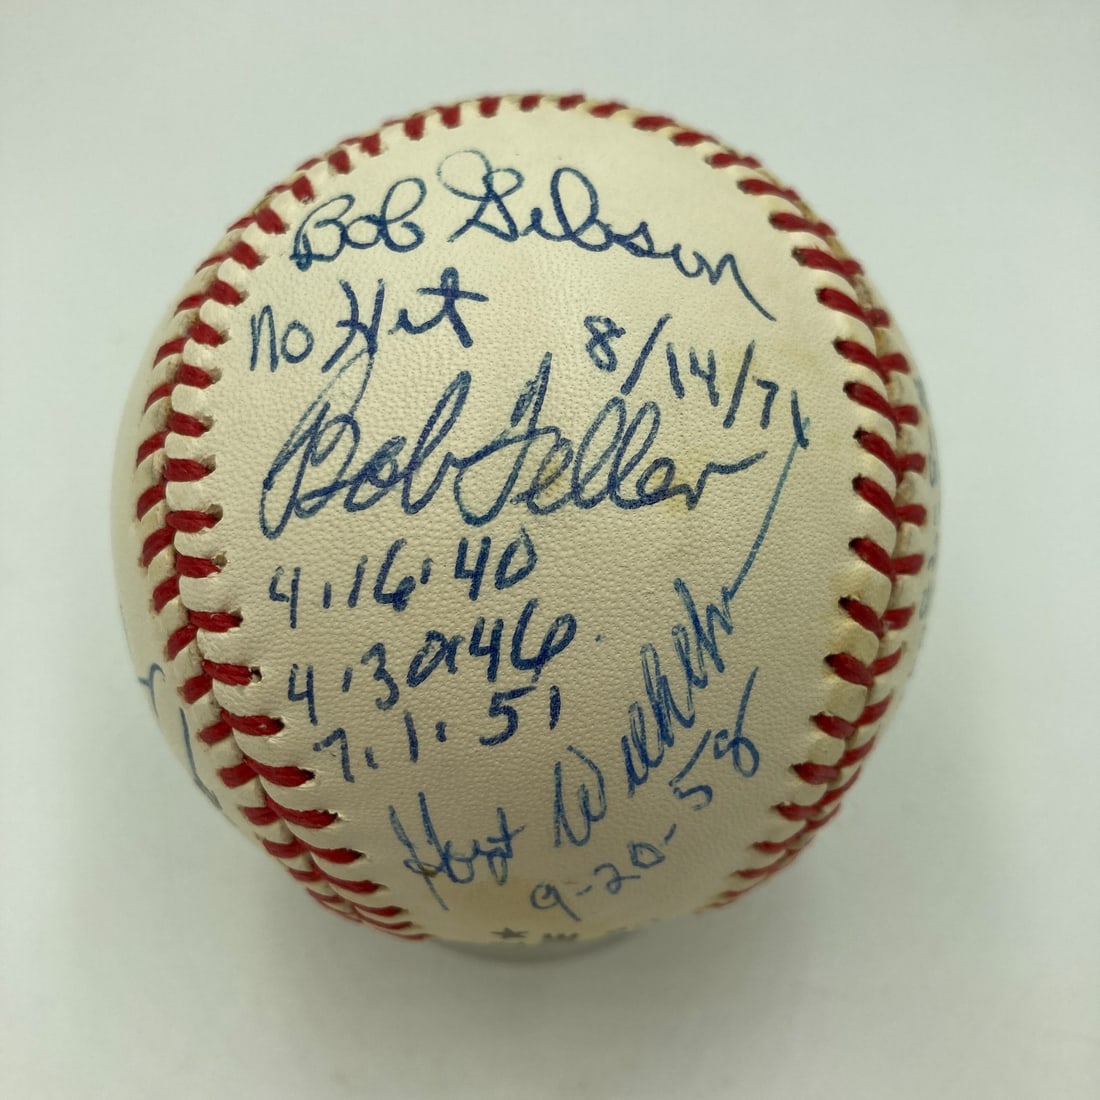 Bob Gibson
No Hit
8/14/71
Bob Feller
4.16.40
4.30.46
7.1.51
Hoyt Wilhelm
9-20-58